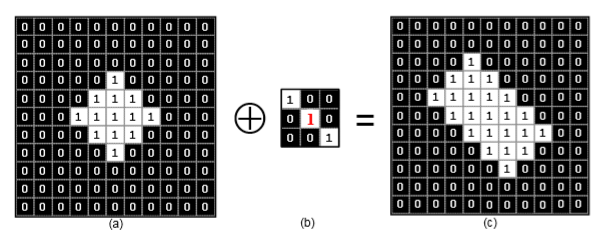 0 0 0 0 0 0 0 0 0 0 0
0 0 0 0 0 0 0 0 0 0 0
0 0 0 0 0 0 0 0 0 0 0
0 0 0 0 0 1 0 0 0 0 0
0 0 0 0 1 1 1 0 0 0 0
0 0 0 1 1 1 1 1 0 0 0
0 0 0 0 1 1 1 0 0 0 0
0 0 0 0 0 1 0 0 0 0 0
0 0 0 0 0 0 0 0 0 0 0
0 0 0 0 0 0 0 0 0 0 0
0 0 0 0 0 0 0 0 0 0 0
(a)
⊕
1 0 0
0 1 0
0 0 1
(b)
=
0 0 0 0 0 0 0 0 0 0 0
0 0 0 0 0 0 0 0 0 0 0
0 0 0 0 1 0 0 0 0 0 0
0 0 0 1 1 1 0 0 0 0 0
0 0 1 1 1 1 1 0 0 0 0
0 0 0 1 1 1 1 1 0 0 0
0 0 0 0 1 1 1 1 1 0 0
0 0 0 0 0 1 1 1 0 0 0
0 0 0 0 0 0 1 0 0 0 0
0 0 0 0 0 0 0 0 0 0 0
0 0 0 0 0 0 0 0 0 0 0
(c)